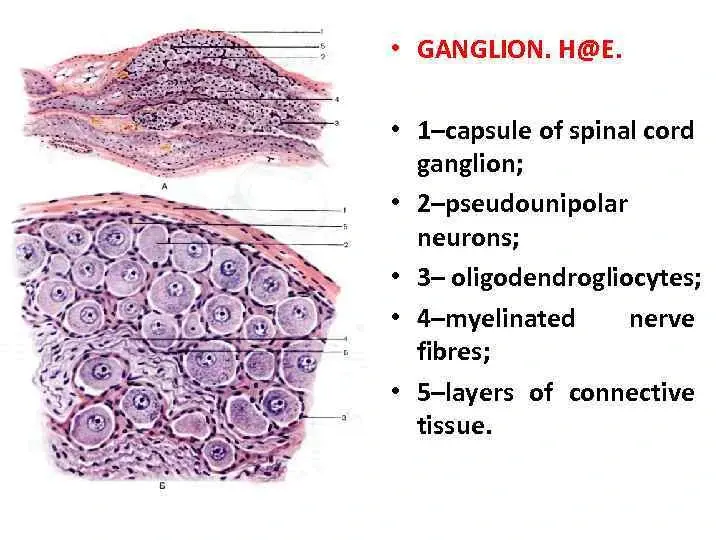 1
5
2
4
3
A
1
5
2
4
5
3
Б
• GANGLION. H@E.
• 1–capsule of spinal cord
ganglion;
• 2–pseudounipolar
neurons;
• 3– oligodendrogliocytes;
• 4–myelinated nerve
fibres;
• 5–layers of connective
tissue.